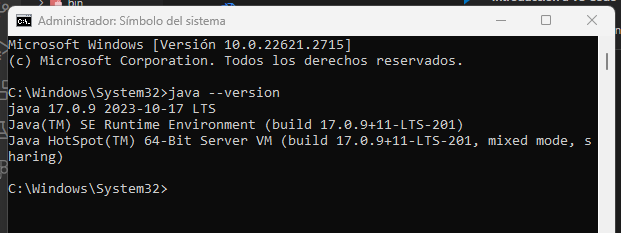 bin
Administrador: Símbolo del sistema
Microsoft Windows [Versión 10.0.22621.2715]
(c) Microsoft Corporation. Todos los derechos reservados.
C:\Windows\System32>java --version
java 17.0.9 2023-10-17 LTS
Java(TM) SE Runtime Environment (build 17.0.9+11-LTS-201)
Java HotSpot(TM) 64-Bit Server VM (build 17.0.9+11-LTS-201, mixed mode, s
haring)
C:\Windows\System32>